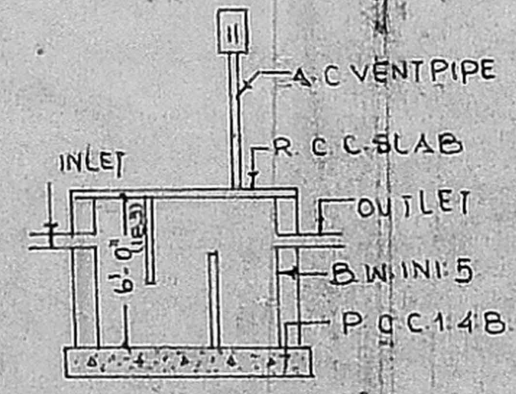 A.C VENT PIPE
R.C.C.SLAB
INLET
OUTLET
6'-0"
B.W.IN 1:5
P.C.C.1:4:8.